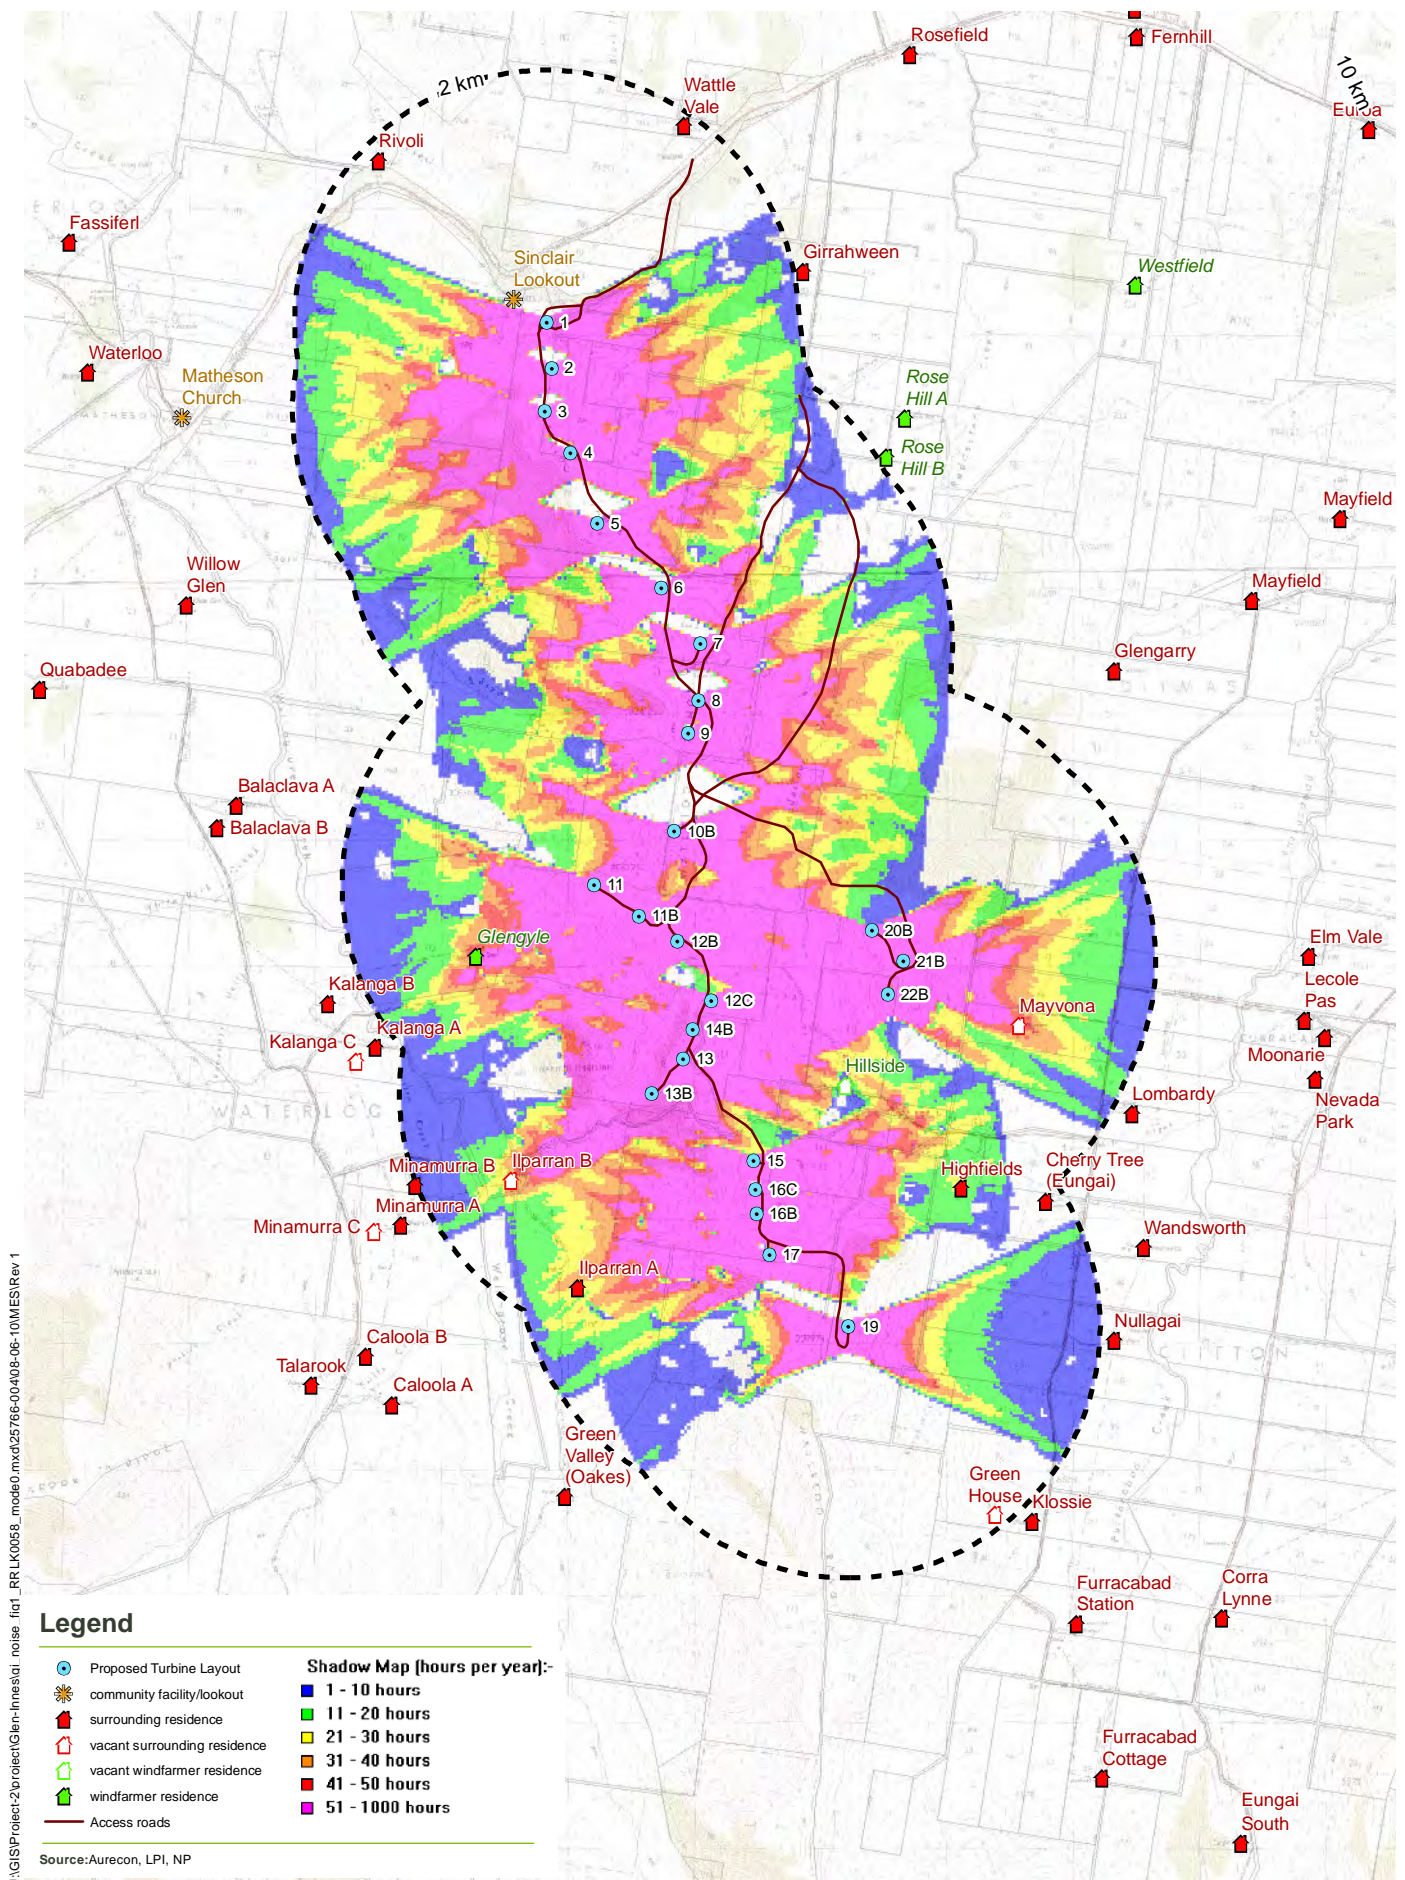 Rosefield
Fernhill
2 km
Wattle
Vale
10 km
Rivoli
Fassiferl
Sinclair
Lookout
Girrahween
Westfield
1
Waterloo
2
Matheson
Church
Rose
Hill A
3
4
Rose
Hill B
Mayfield
5
Willow
Glen
6
Mayfield
7
Glengarry
Quabadee
8
9
Balaclava A
Balaclava B
10B
11
11B
20B
Glengyle
12B
Elm Vale
21B
Lecole
Pas
Kalanga B
22B
12C
Mayvona
Kalanga A
14B
Kalanga C
Moonarie
13
Hillside
13B
WATERLOO
Lombardy
Nevada
Park
Minamurra B
Ilparran B
15
Highfields
Cherry Tree
(Eungai)
16C
Minamurra A
16B
Minamurra C
Wandsworth
17
Ilparran A
19
Nullagai
Caloola B
Talarook
Caloola A
Green
Valley
(Oakes)
Green
House
Klossie
Furracabad
Station
Corra
Lynne
Furracabad
Cottage
Eungai
South
Legend
Proposed Turbine Layout
community facility/lookout
surrounding residence
vacant surrounding residence
vacant windfarmer residence
windfarmer residence
Access roads
Shadow Map (hours per year):-
1 - 10 hours
11 - 20 hours
21 - 30 hours
31 - 40 hours
41 - 50 hours
51 - 1000 hours
Source:Aurecon, LPI, NP